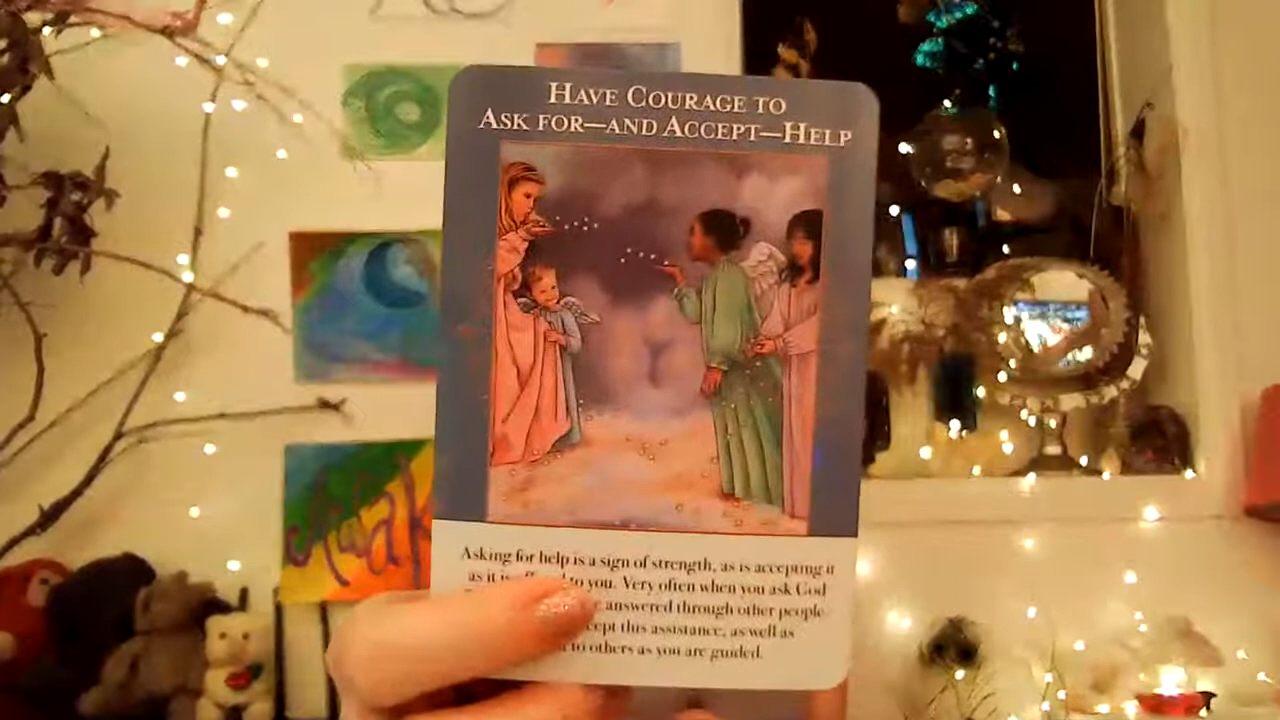 HAVE COURAGE TO
ASK FOR—AND ACCEPT—HELP
Asking for help is a sign of strength, as is accepting it
as it is to you. Very often when you ask God
answered through other people
this assistance, as well as
to others as you are guided.